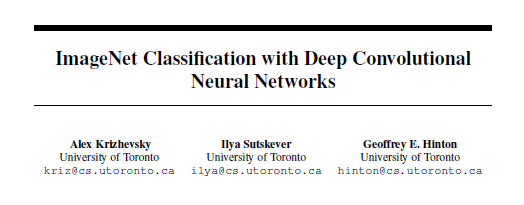 ImageNet Classification with Deep Convolutional
Neural Networks
Alex Krizhevsky
University of Toronto
kriz@cs.utoronto.ca
Ilya Sutskever
University of Toronto
ilya@cs.utoronto.ca
Geoffrey E. Hinton
University of Toronto
hinton@cs.utoronto.ca